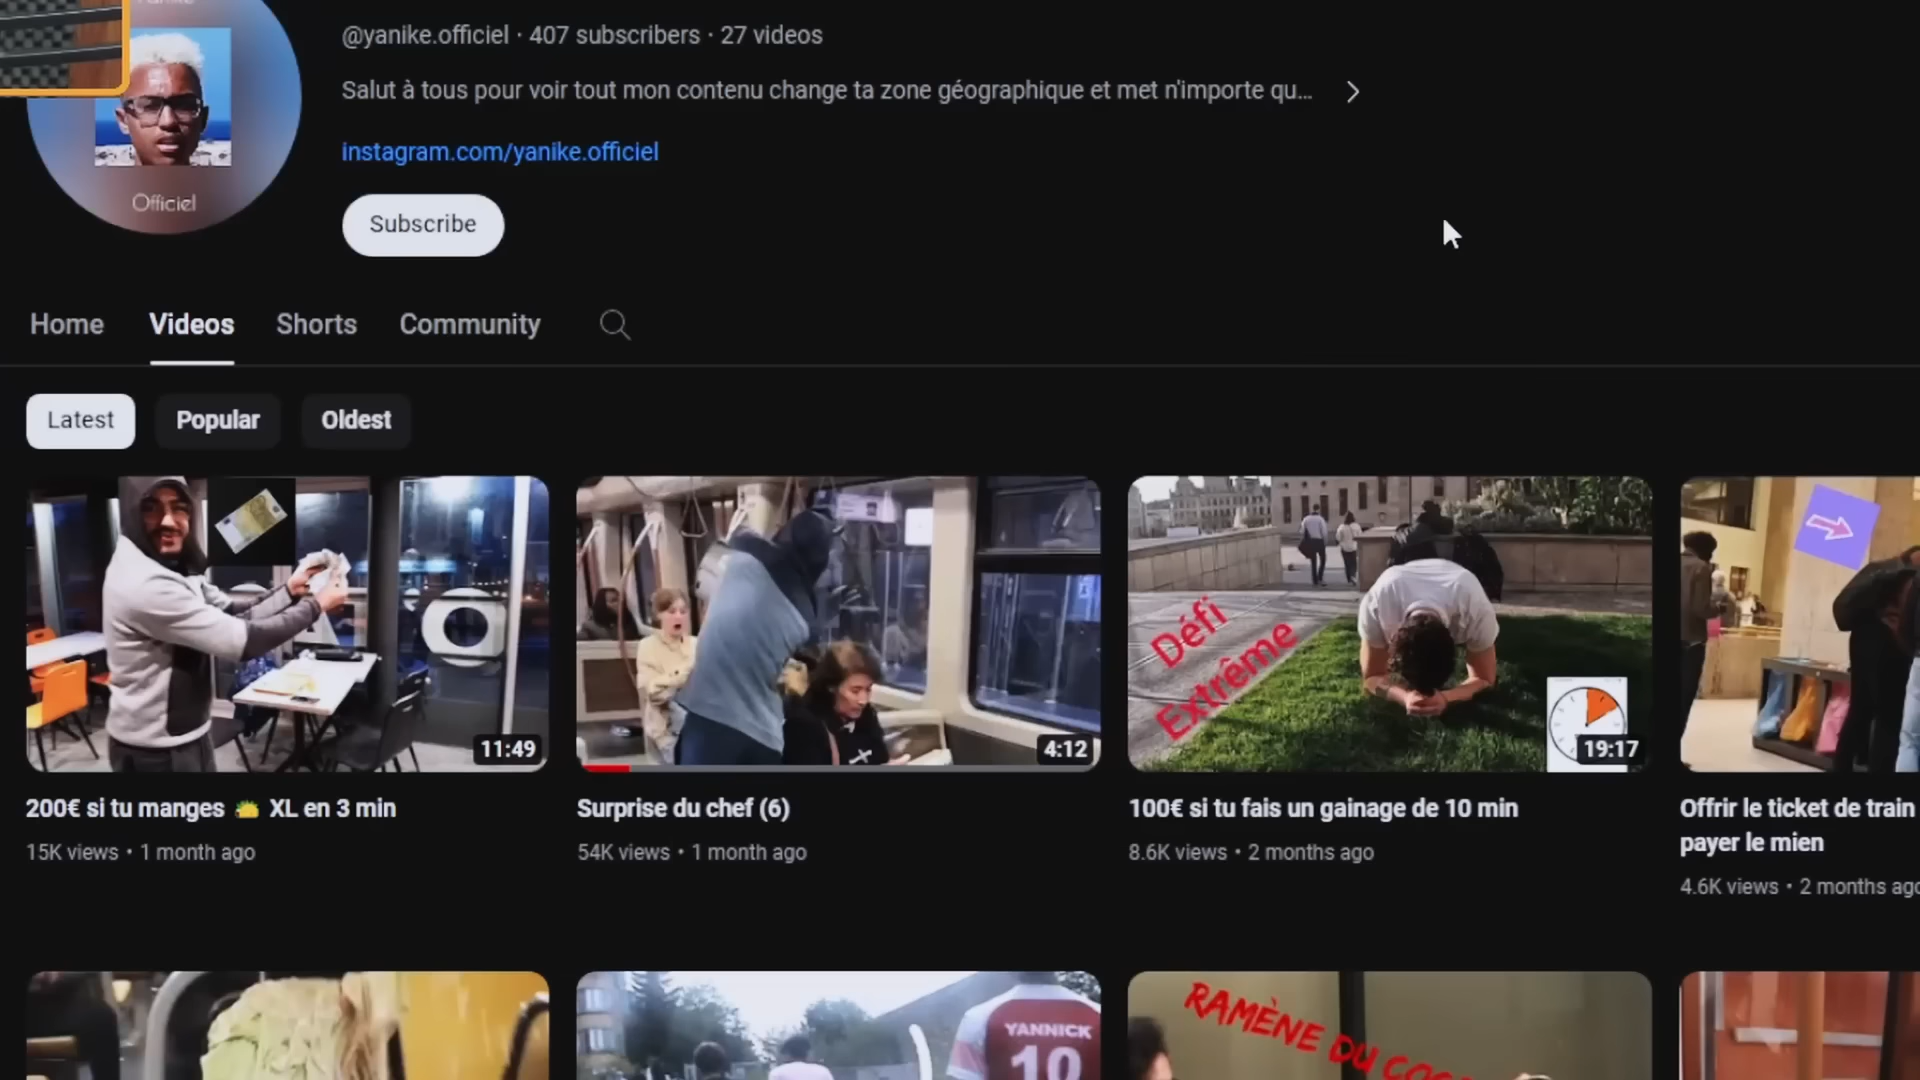 @yanike.officiel · 407 subscribers · 27 videos
Salut à tous pour voir tout mon contenu change ta zone géographique et met n'importe qu...
instagram.com/yanike.officiel
Officiel
Subscribe
Home Videos Shorts Community
Latest Popular Oldest
Défi
Extrême
11:49
4:12
19:17
200€ si tu manges 🌮 XL en 3 min
Surprise du chef (6)
100€ si tu fais un gainage de 10 min
Offrir le ticket de train
payer le mien
15K views • 1 month ago
54K views • 1 month ago
8.6K views • 2 months ago
4.6K views • 2 months ago
YANNICK
10
RAMÈNE DU